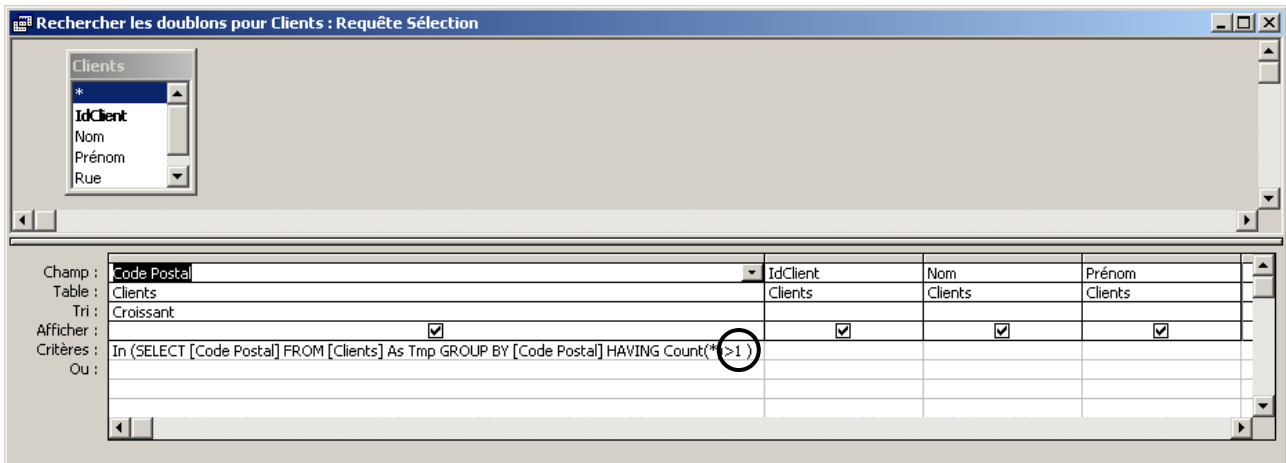 Rechercher les doublons pour Clients : Requête Sélection
Clients
*
IdClient
Nom
Prénom
Rue
Champ : Code Postal IdClient Nom Prénom
Table : Clients Clients Clients Clients
Tri : Croissant
Afficher :
Critères : In (SELECT [Code Postal] FROM [Clients] As Tmp GROUP BY [Code Postal] HAVING Count(*)>1 )
Ou :